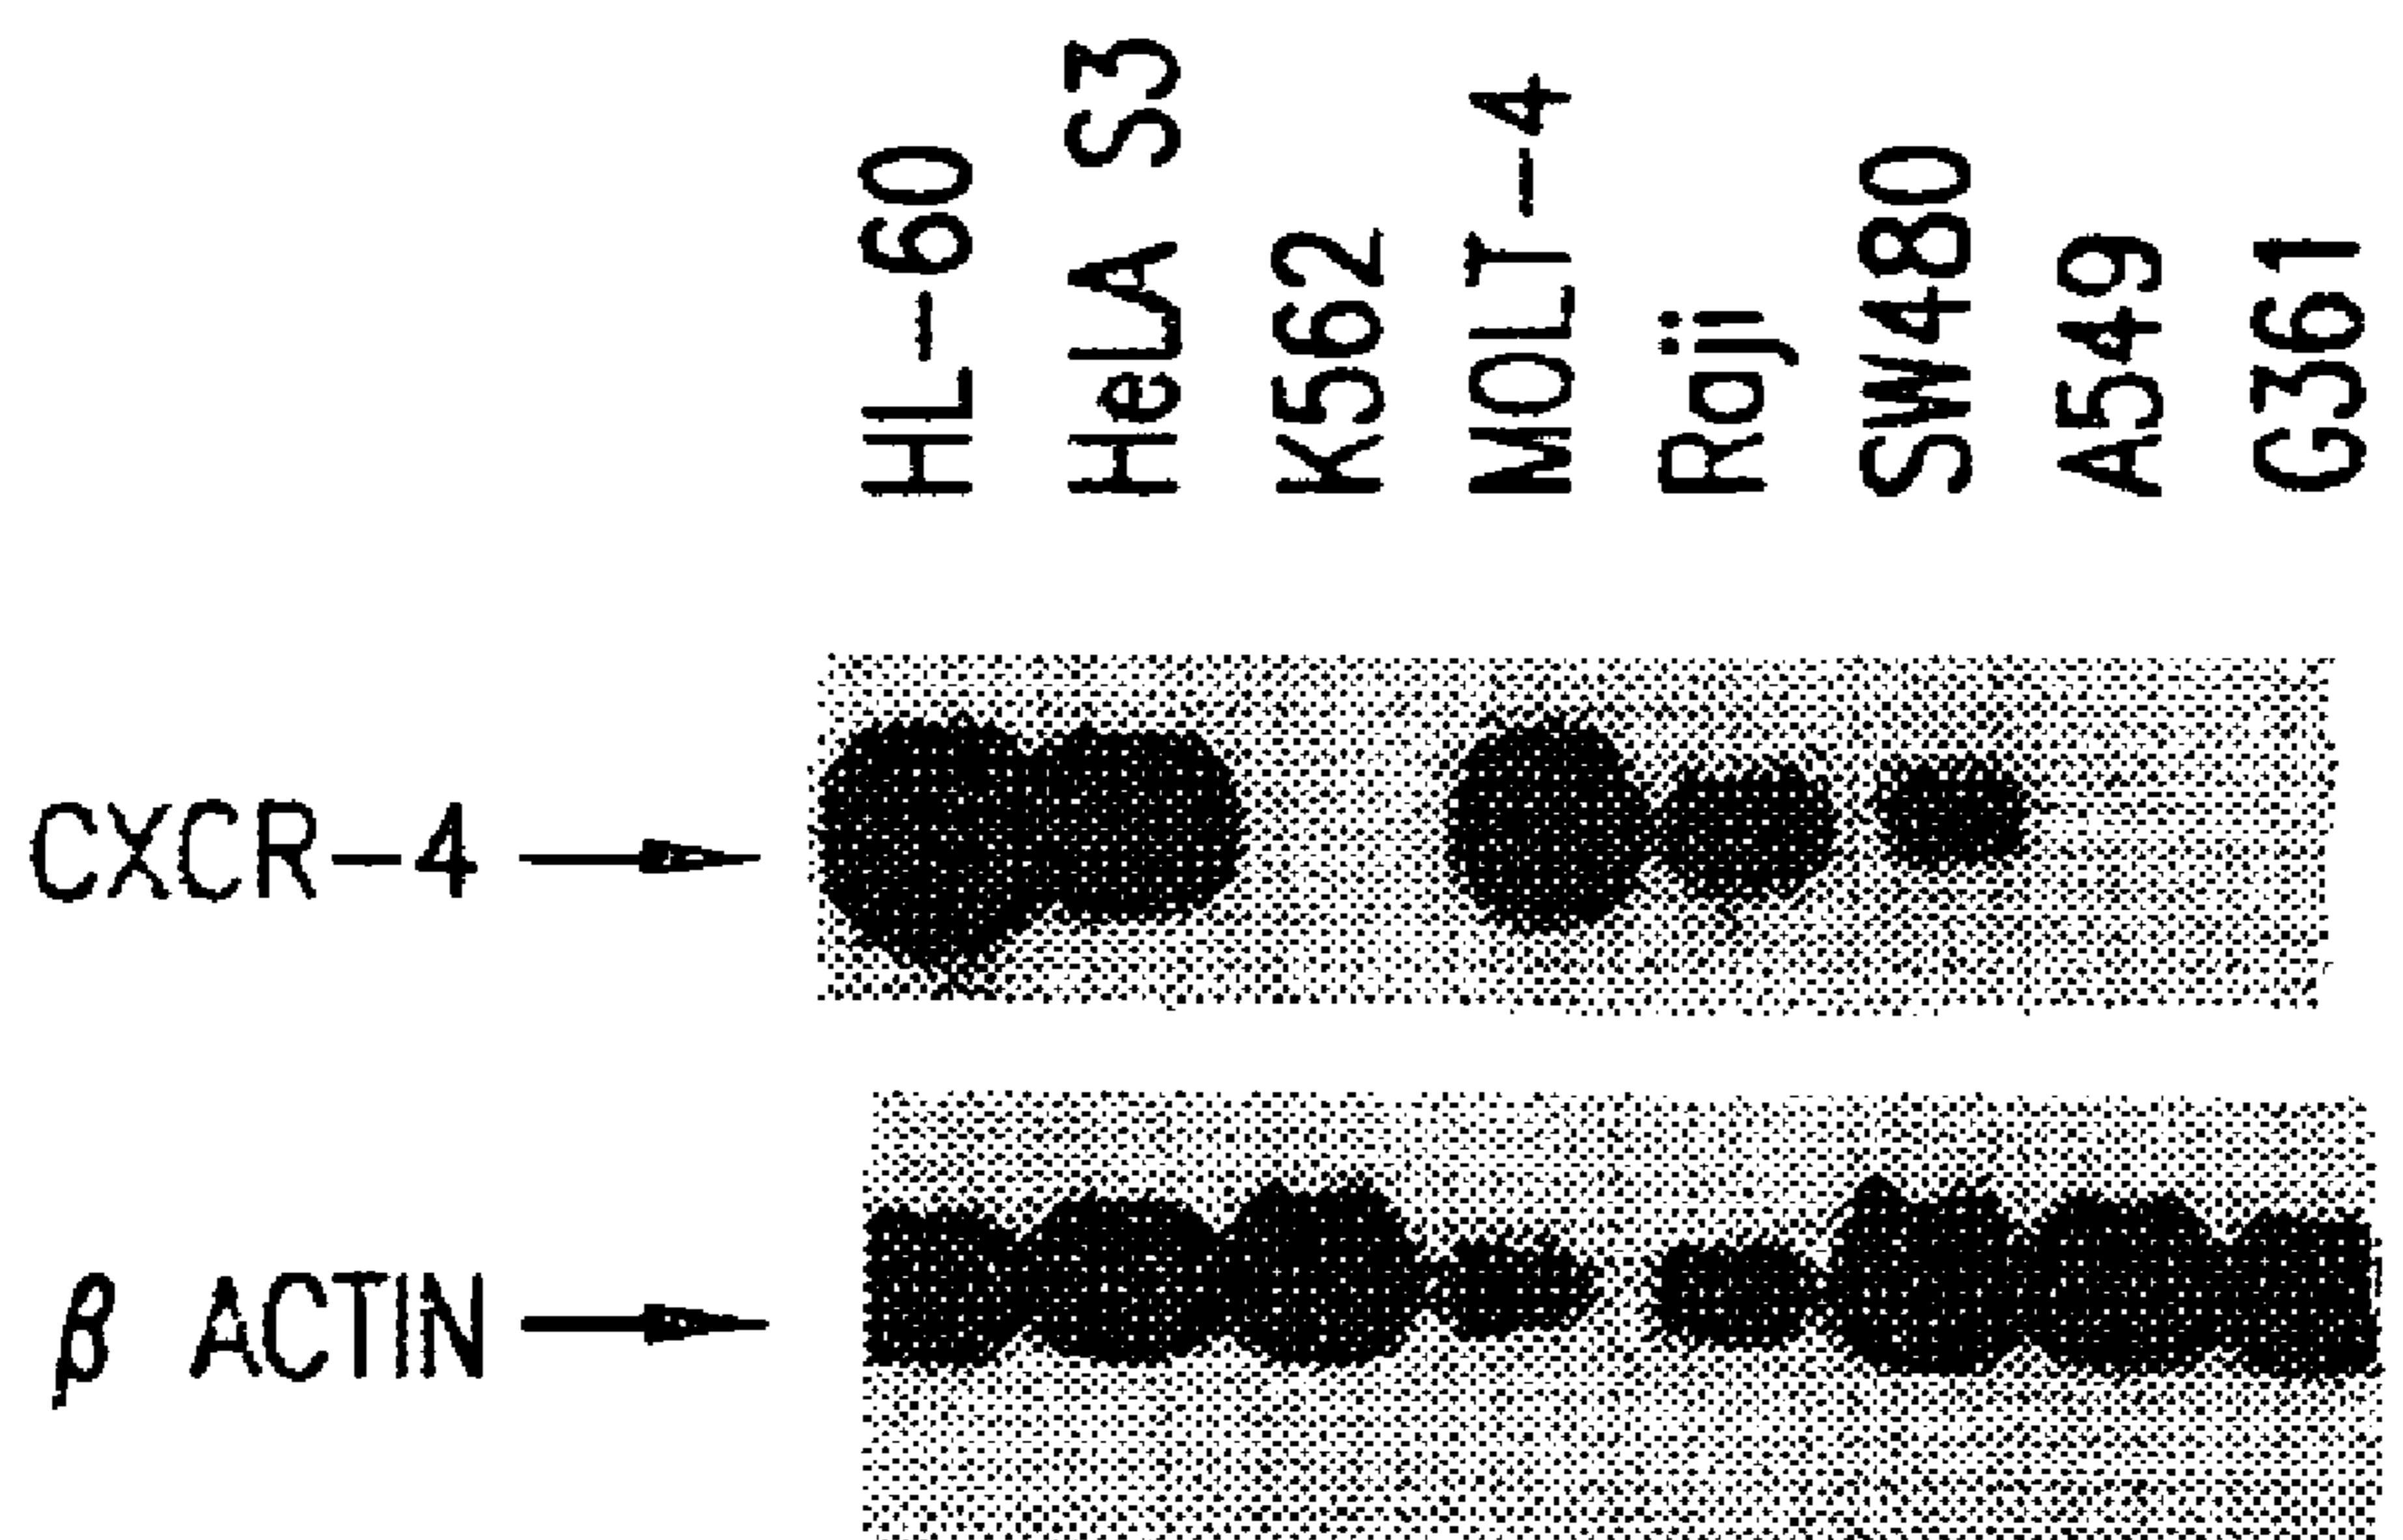 HL-60
HeLA S3
K562
MOLT-4
Raji
SW480
A549
G361
CXCR-4
β ACTIN